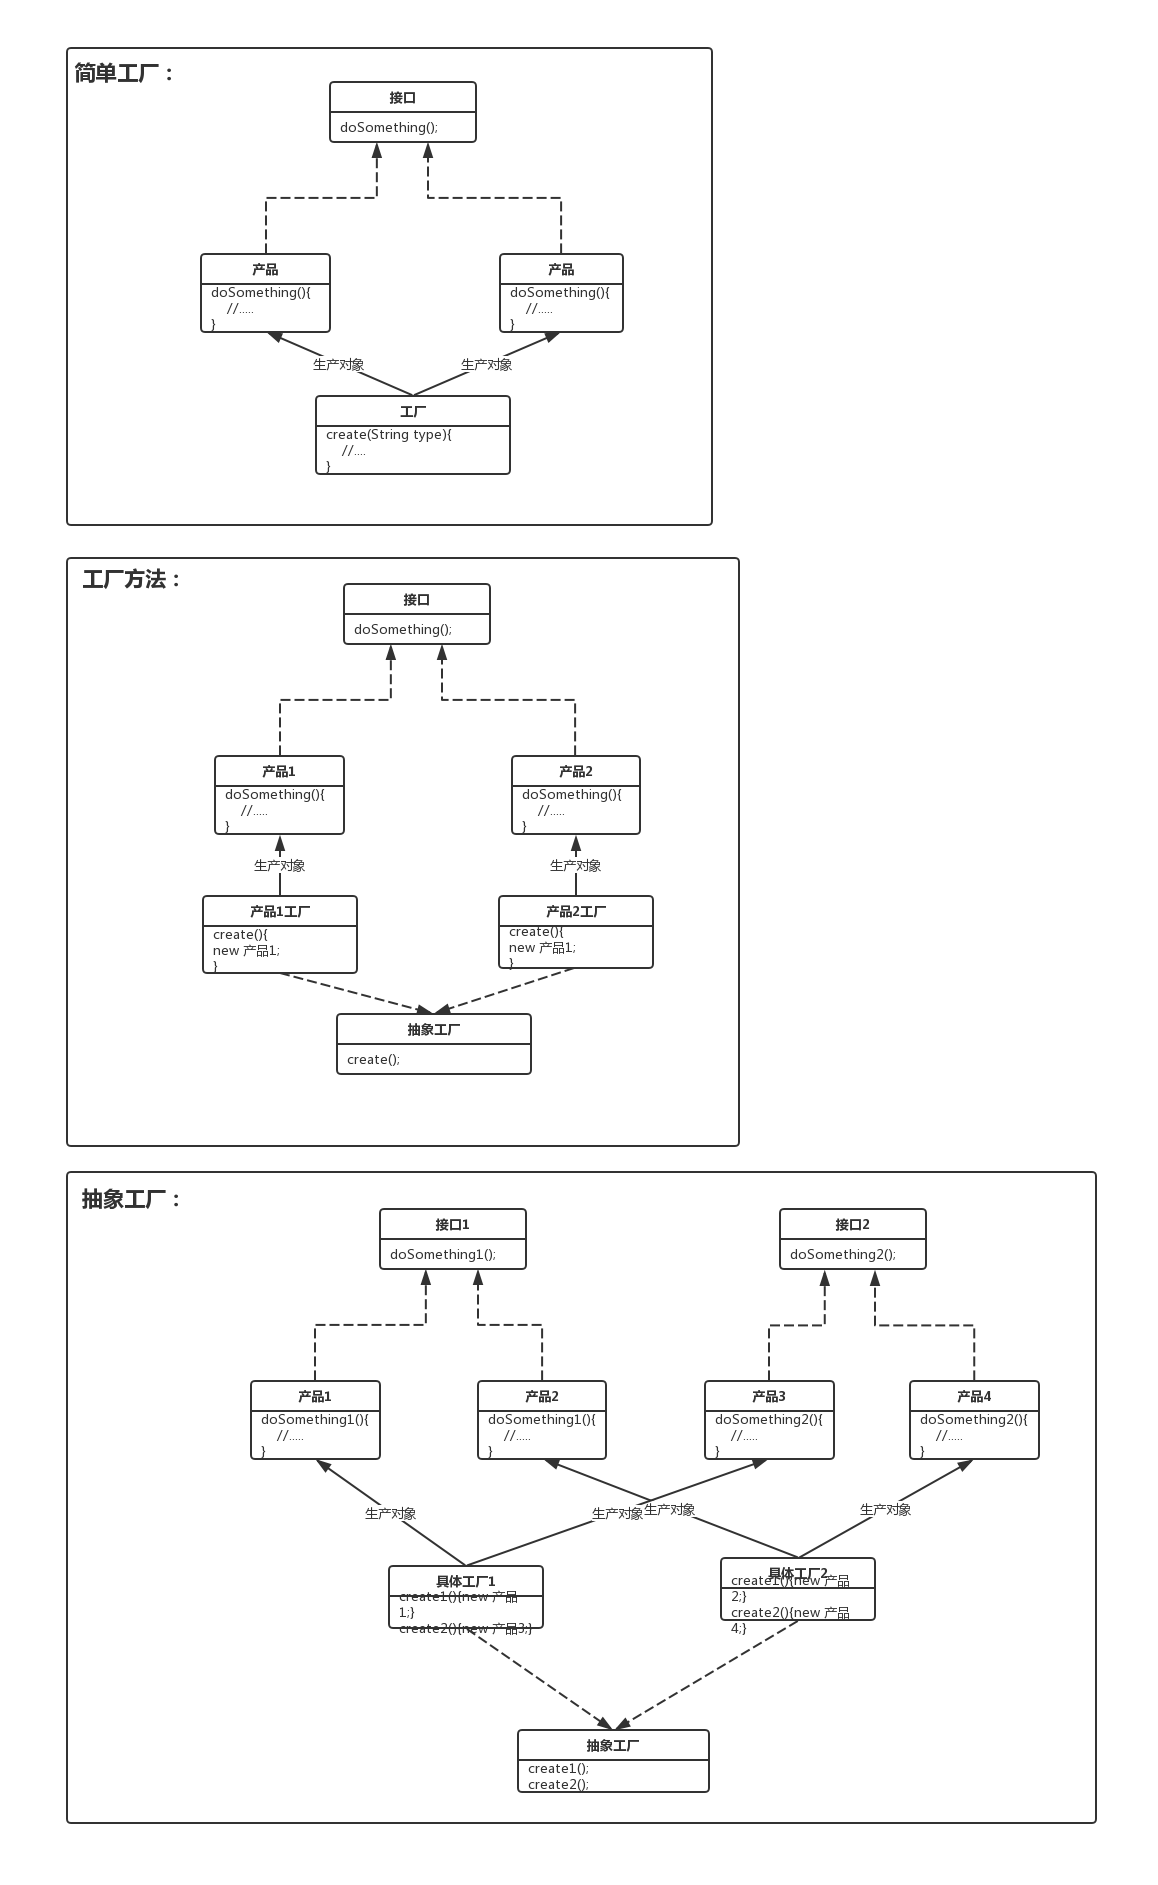 简单工厂：
接口
doSomething();
产品
doSomething(){
//.....
}
产品
doSomething(){
//.....
}
生产对象
生产对象
工厂
create(String type){
//....
}
工厂方法：
接口
doSomething();
产品1
doSomething(){
//.....
}
产品2
doSomething(){
//.....
}
生产对象
生产对象
产品1工厂
create(){
new 产品1;
}
产品2工厂
create(){
new 产品1;
}
抽象工厂
create();
抽象工厂：
接口1
doSomething1();
接口2
doSomething2();
产品1
doSomething1(){
//.....
}
产品2
doSomething1(){
//.....
}
产品3
doSomething2(){
//.....
}
产品4
doSomething2(){
//.....
}
生产对象
生产对象
生产对象
生产对象
具体工厂1
create1(){new 产品
1;}
create2(){new 产品3;}
具体工厂2
create1(){new 产品
2;}
create2(){new 产品
4;}
抽象工厂
create1();
create2();